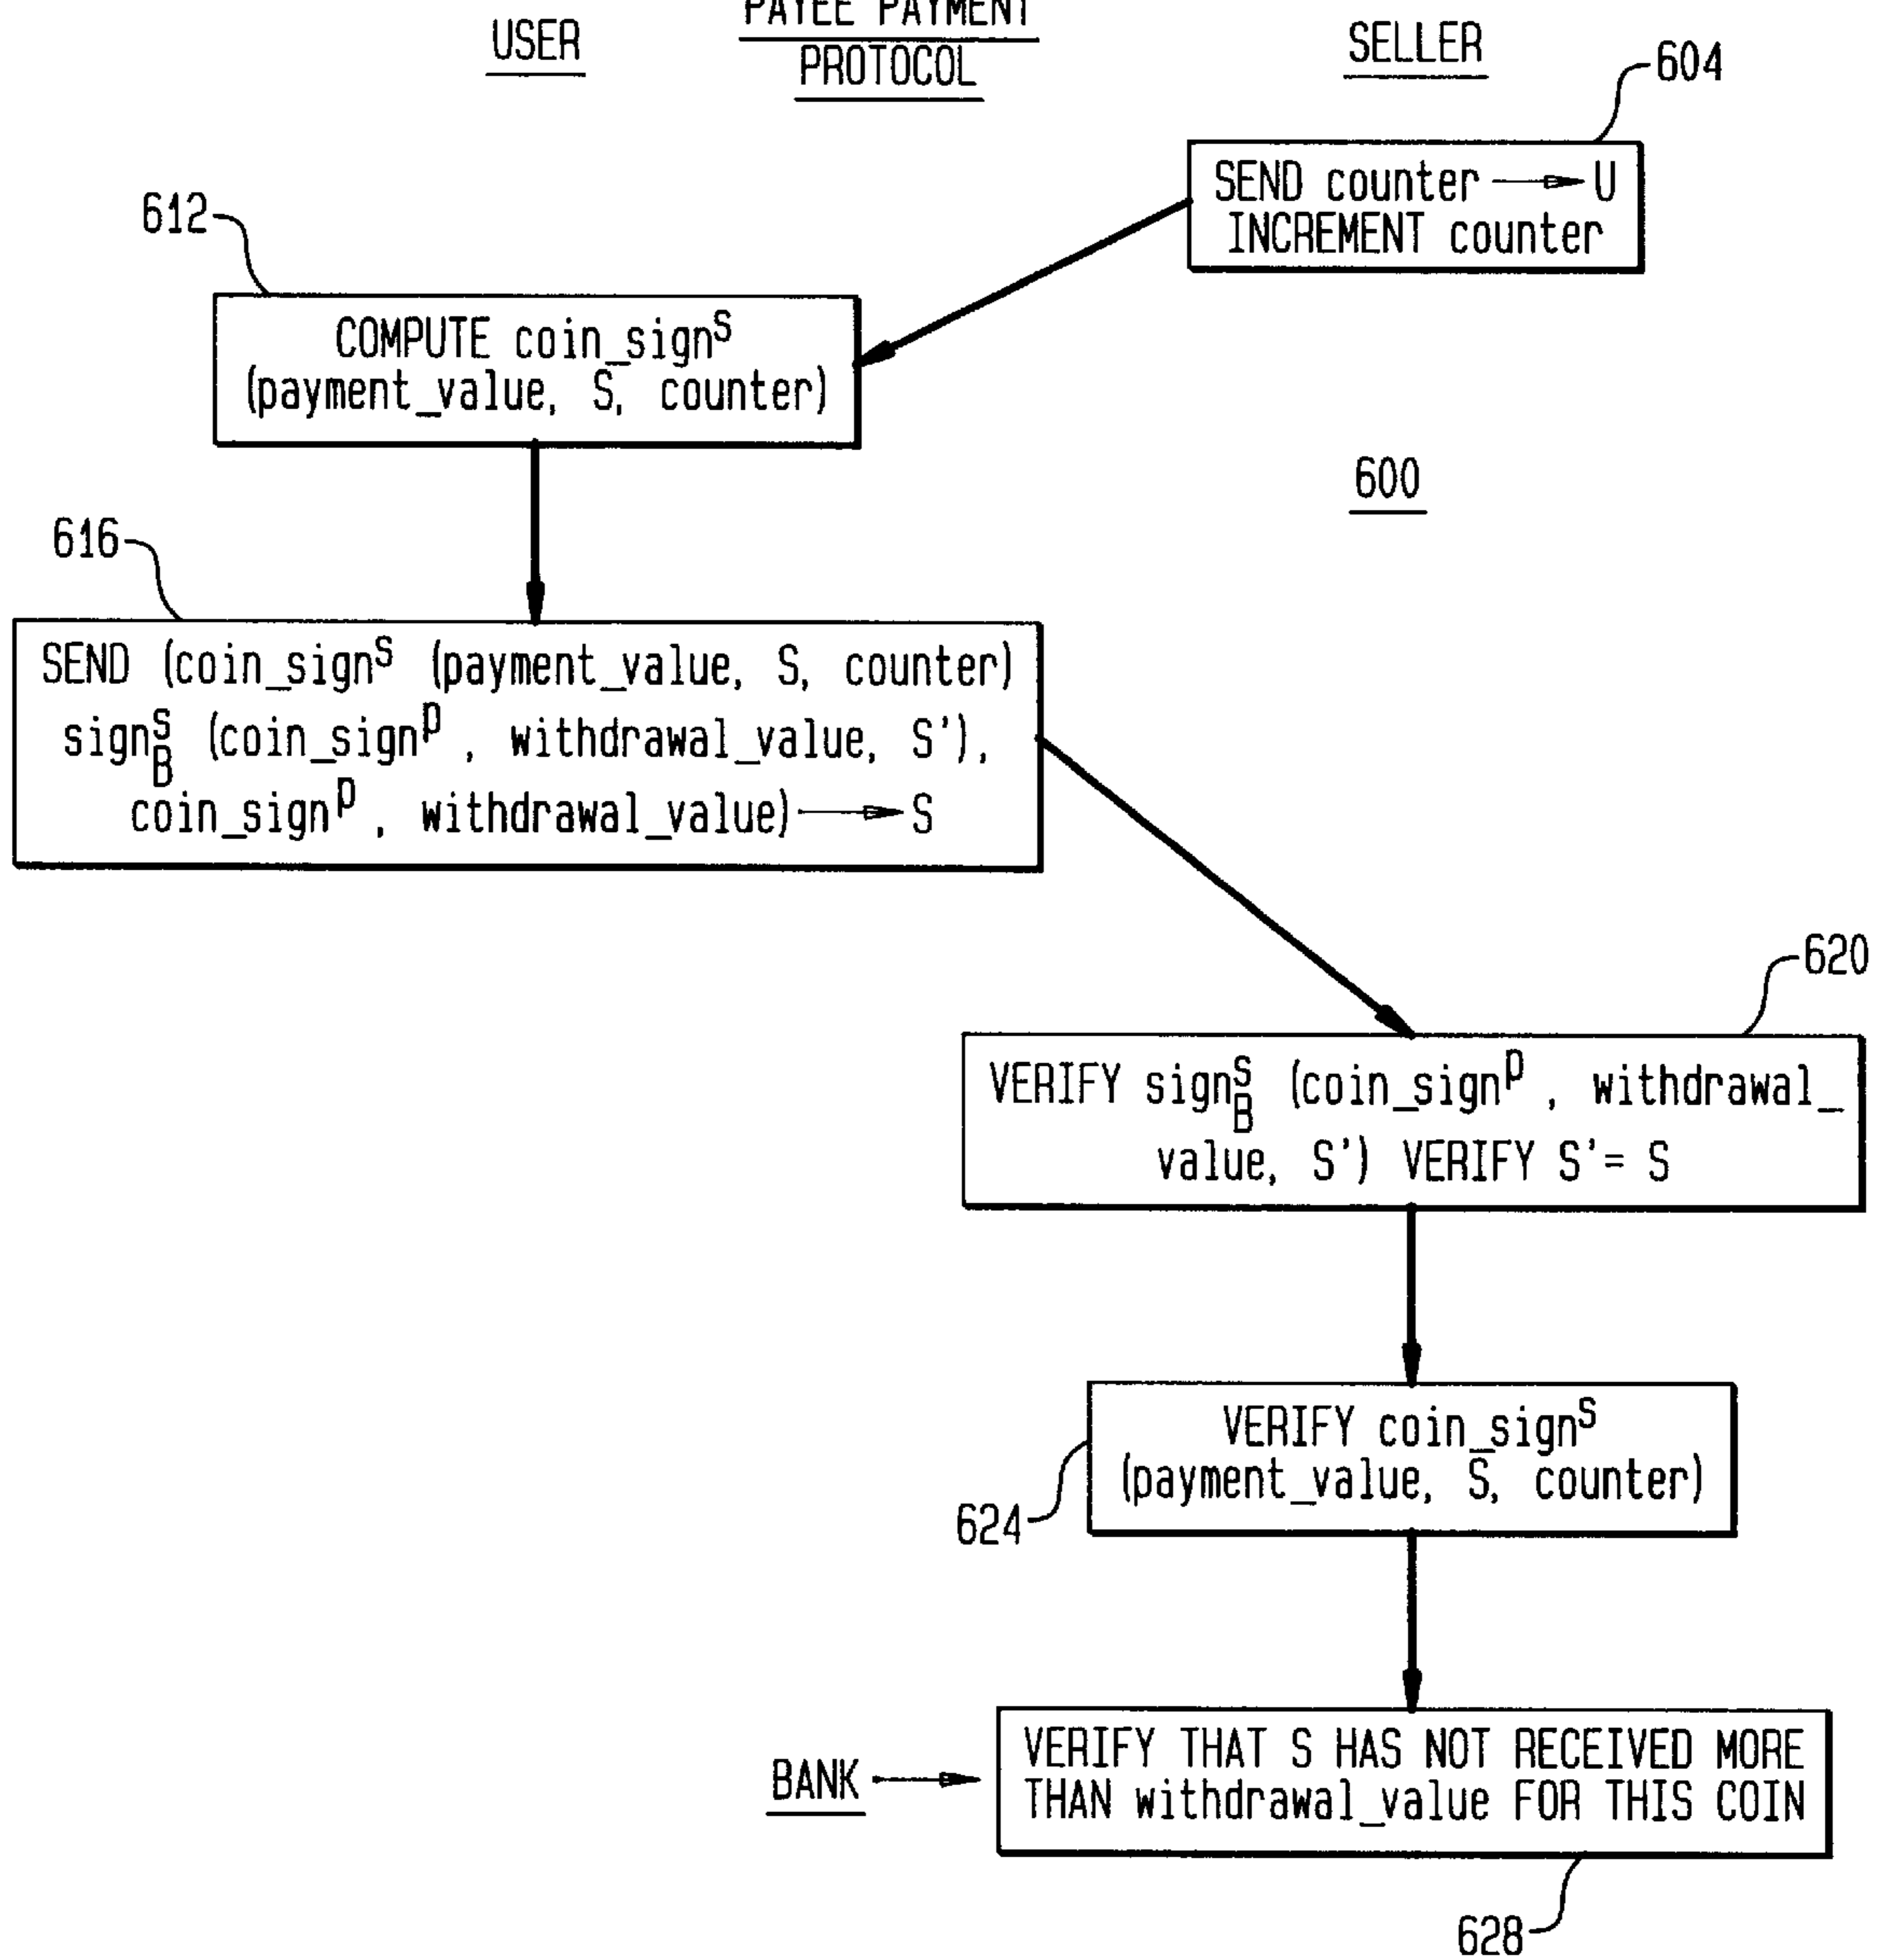 PAYEE PAYMENT
PROTOCOL
USER
SELLER
604
SEND counter → U
INCREMENT counter
612
COMPUTE coin_sign^S
(payment_value, S, counter)
600
616
SEND (coin_sign^S (payment_value, S, counter)
sign_B^S (coin_sign^p , withdrawal_value, S'),
coin_sign^p , withdrawal_value) → S
620
VERIFY sign_B^S (coin_sign^p , withdrawal_
value, S') VERIFY S'= S
VERIFY coin_sign^S
(payment_value, S, counter)
624
BANK →
VERIFY THAT S HAS NOT RECEIVED MORE
THAN withdrawal_value FOR THIS COIN
628